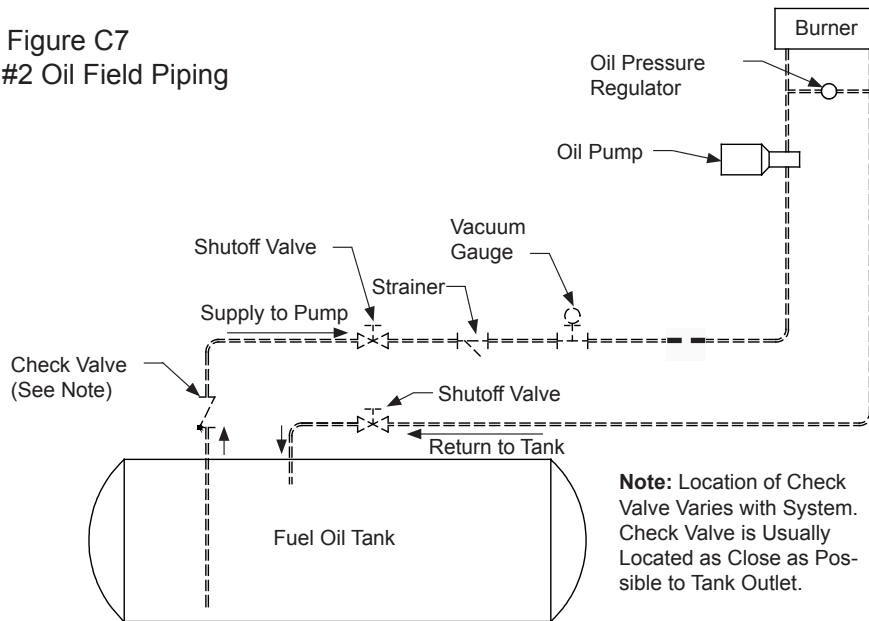 Figure C7
#2 Oil Field Piping
Burner
Oil Pressure
Regulator
Oil Pump
Vacuum
Gauge
Shutoff Valve
Strainer
Supply to Pump
Check Valve
(See Note)
Shutoff Valve
Return to Tank
Fuel Oil Tank
Note: Location of Check
Valve Varies with System.
Check Valve is Usually
Located as Close as Pos-
sible to Tank Outlet.